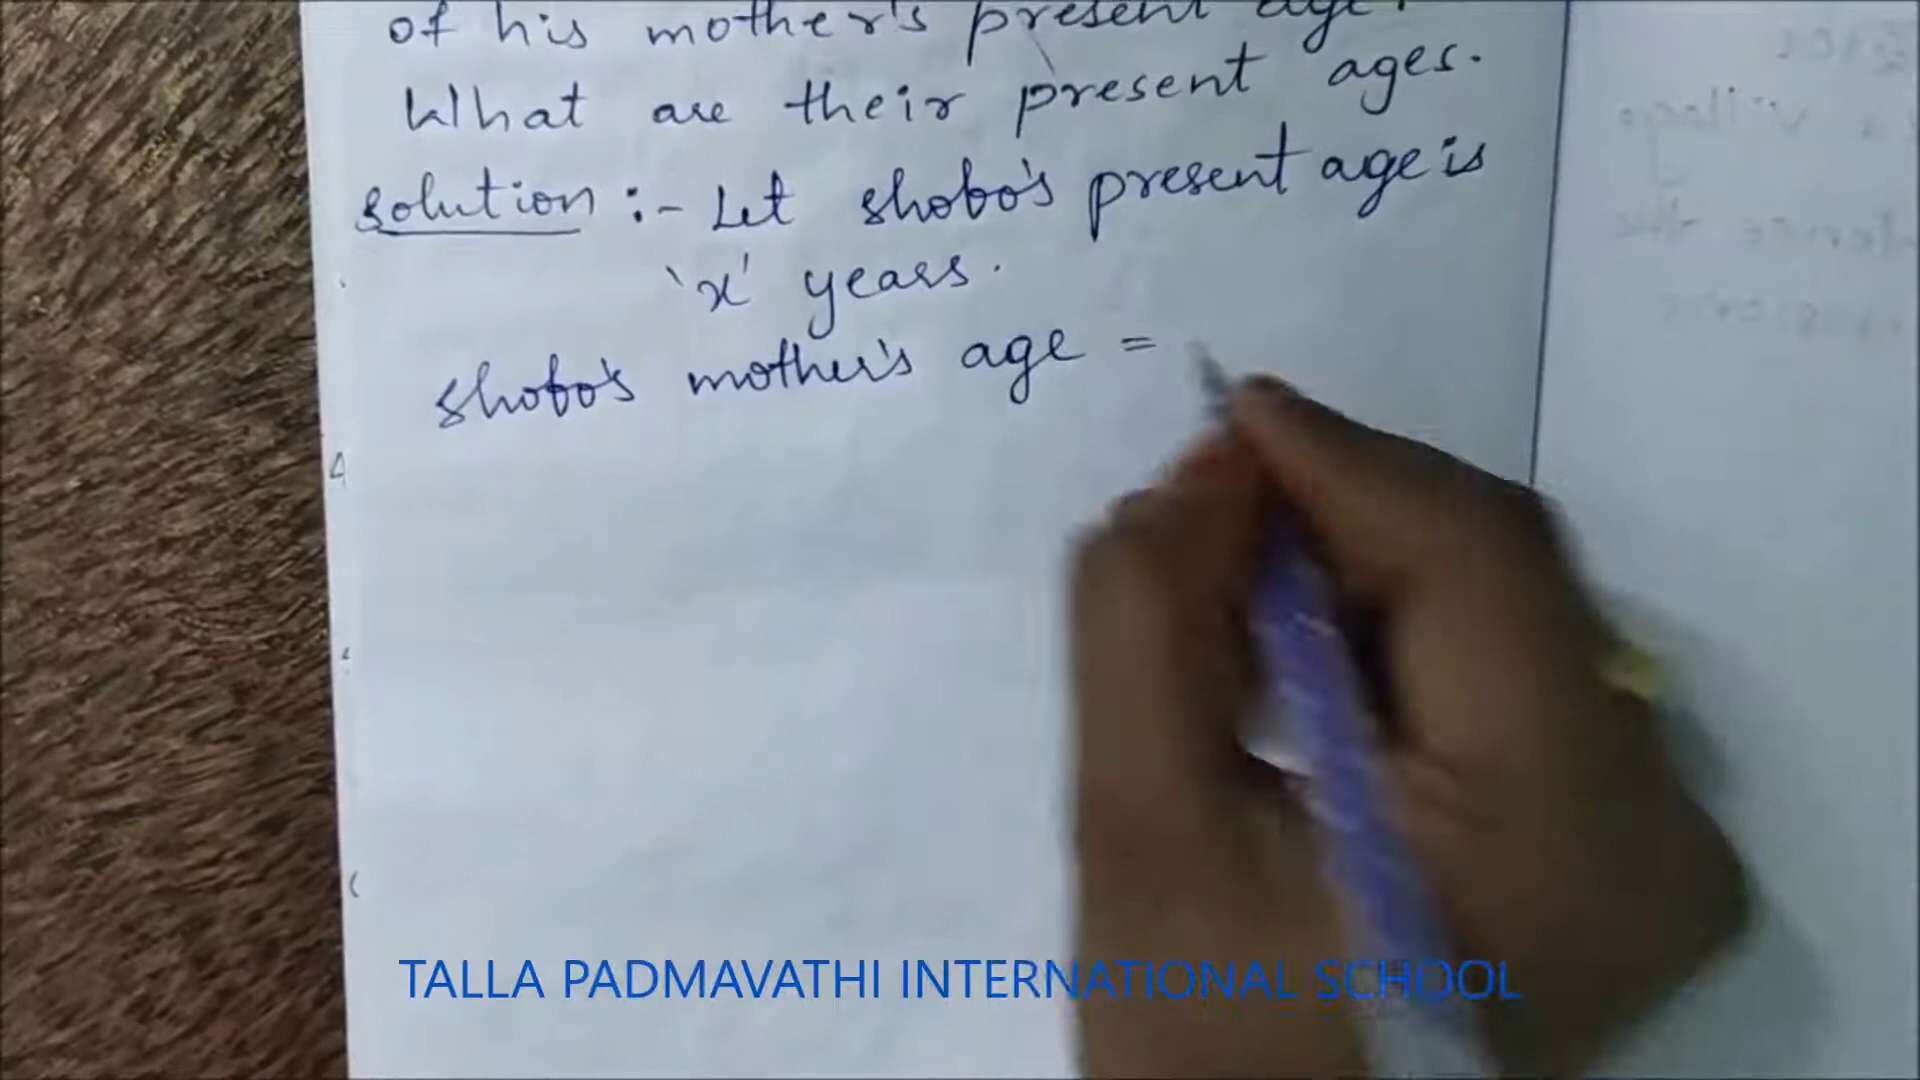 of his mother's present age.
What are their present ages.
solution :- Let shobo's present age is
'x' years.
shobo's mother's age =
village
TALLA PADMAVATHI INTERNATIONAL SCHOOL